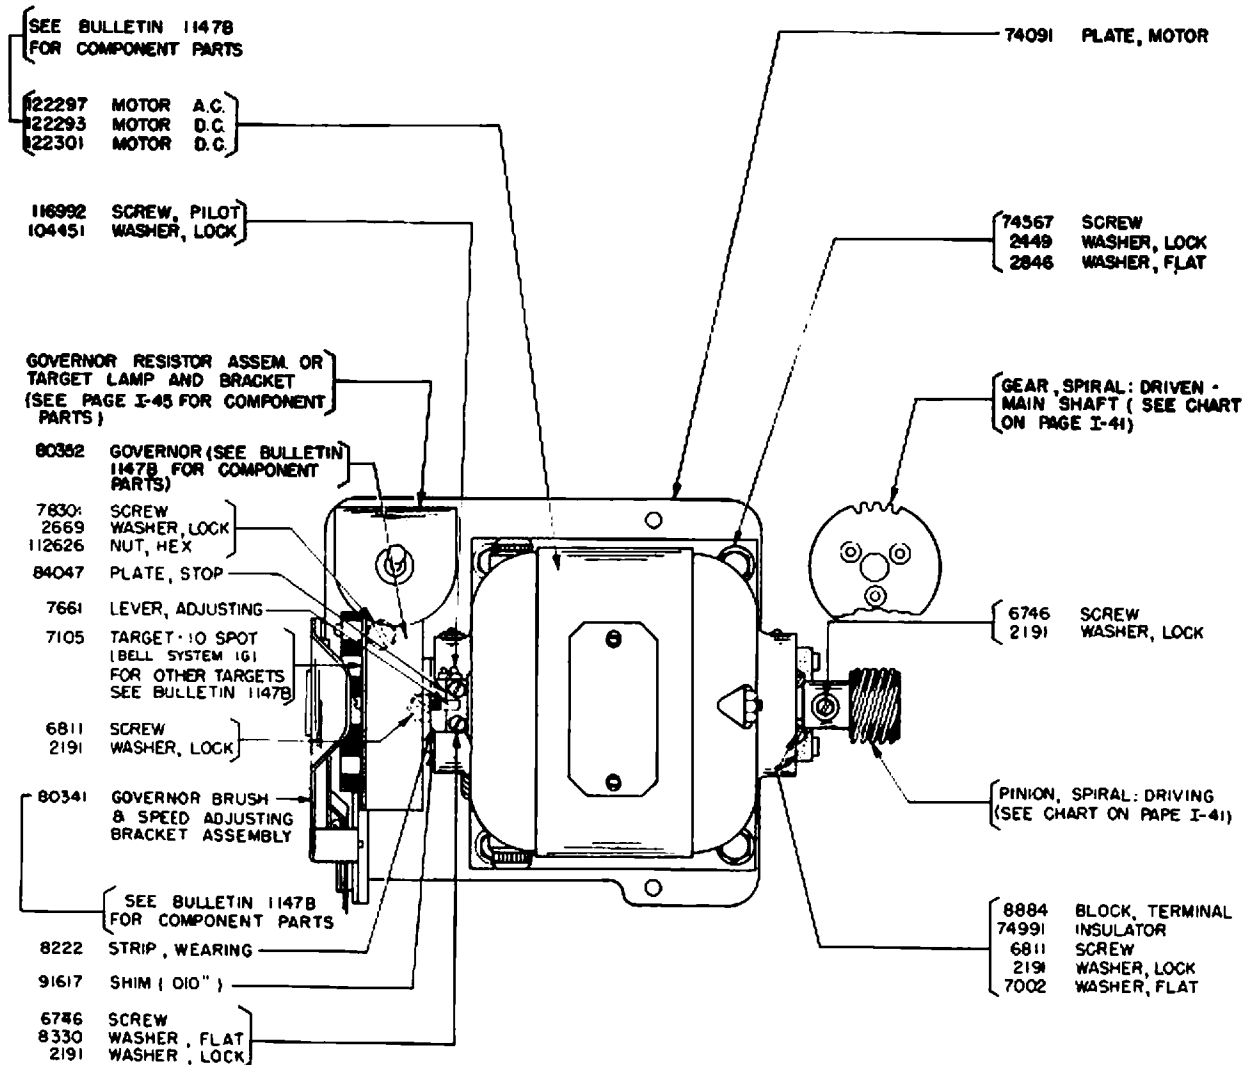 SEE BULLETIN 1147B
FOR COMPONENT PARTS
122297 MOTOR A.C.
122293 MOTOR D.C.
122301 MOTOR D.C.
116992 SCREW, PILOT
104451 WASHER, LOCK
GOVERNOR RESISTOR ASSEM. OR
TARGET LAMP AND BRACKET
(SEE PAGE I-45 FOR COMPONENT
PARTS)
80352 GOVERNOR (SEE BULLETIN
1147B FOR COMPONENT
PARTS)
SCREW
2669 WASHER, LOCK
112626 NUT, HEX
84047 PLATE, STOP
7661 LEVER, ADJUSTING
7105 TARGET-10 SPOT
(BELL SYSTEM 1G)
FOR OTHER TARGETS
SEE BULLETIN 1147B
6811 SCREW
2191 WASHER, LOCK
80341 GOVERNOR BRUSH
& SPEED ADJUSTING
BRACKET ASSEMBLY
SEE BULLETIN 1147B
FOR COMPONENT PARTS
8222 STRIP, WEARING
91617 SHIM ( 010")
6746 SCREW
8330 WASHER, FLAT
2191 WASHER, LOCK
74091 PLATE, MOTOR
74567 SCREW
2449 WASHER, LOCK
2846 WASHER, FLAT
GEAR, SPIRAL: DRIVEN -
MAIN SHAFT ( SEE CHART
ON PAGE I-41)
6746 SCREW
2191 WASHER, LOCK
PINION, SPIRAL: DRIVING
(SEE CHART ON PAPE I-41)
8884 BLOCK, TERMINAL
74991 INSULATOR
6811 SCREW
2191 WASHER, LOCK
7002 WASHER, FLAT